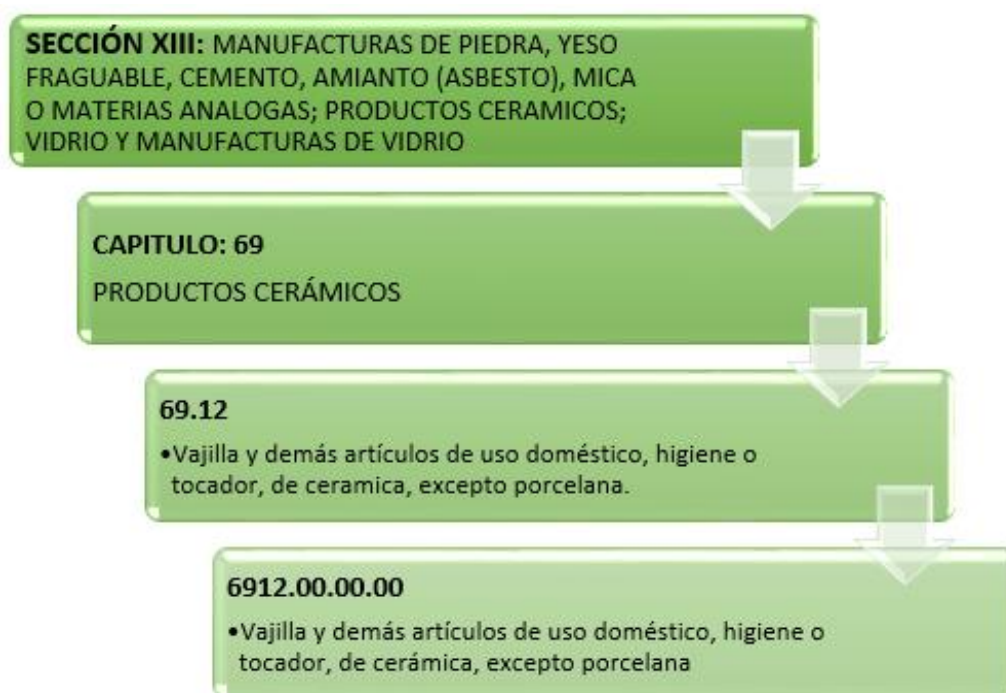 SECCIÓN XIII: MANUFACTURAS DE PIEDRA, YESO
FRAGUABLE, CEMENTO, AMIANTO (ASBESTO), MICA
O MATERIAS ANALOGAS; PRODUCTOS CERAMICOS;
VIDRIO Y MANUFACTURAS DE VIDRIO
CAPITULO: 69
PRODUCTOS CERÁMICOS
69.12
•Vajilla y demás artículos de uso doméstico, higiene o
tocador, de ceramica, excepto porcelana.
6912.00.00.00
•Vajilla y demás artículos de uso doméstico, higiene o
tocador, de cerámica, excepto porcelana